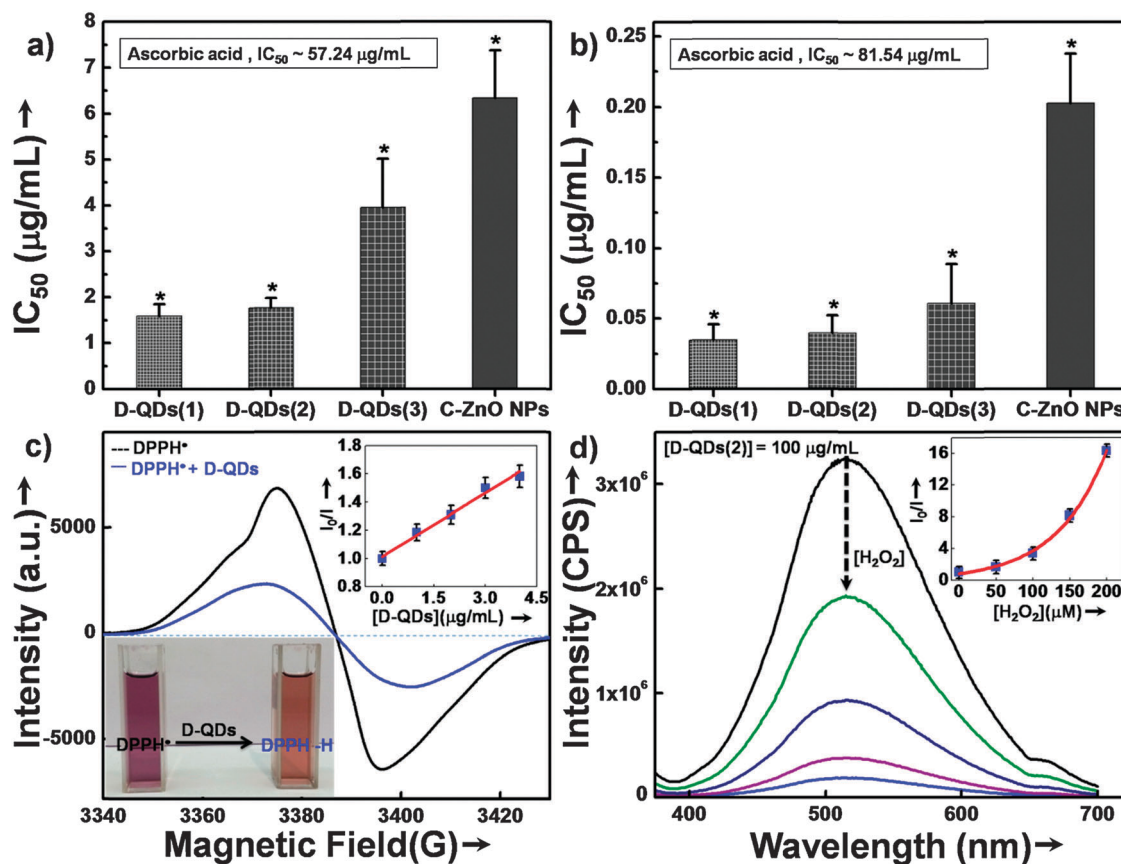 a)
Ascorbic acid , IC50 ~ 57.24 μg/mL
IC50 (μg/mL)→
8
7
6
5
4
3
2
1
0
*
*
*
*
D-QDs(1)
D-QDs(2)
D-QDs(3)
C-ZnO NPs
b)
Ascorbic acid , IC50 ~ 81.54 μg/mL
IC50 (μg/mL)→
0.25
0.20
0.15
0.10
0.05
0.00
*
*
*
*
D-QDs(1)
D-QDs(2)
D-QDs(3)
C-ZnO NPs
c)
--- DPPH•
— DPPH• + D-QDs
Intensity (a.u.)→
5000
0
-5000
I0/I→
1.8
1.6
1.4
1.2
1.0
0.8
0.0 1.5 3.0 4.5
[D-QDs](μg/mL) →
D-QDs
DPPH•
DPPH -H
3340 3360 3380 3400 3420
Magnetic Field(G)→
d)
[D-QDs(2)] = 100 μg/mL
Intensity (CPS)→
3x10⁶
2x10⁶
1x10⁶
0
[H2O2]
I0/I→
16
12
8
4
0
0 50 100 150 200
[H2O2](μM) →
400 500 600 700
Wavelength (nm)→